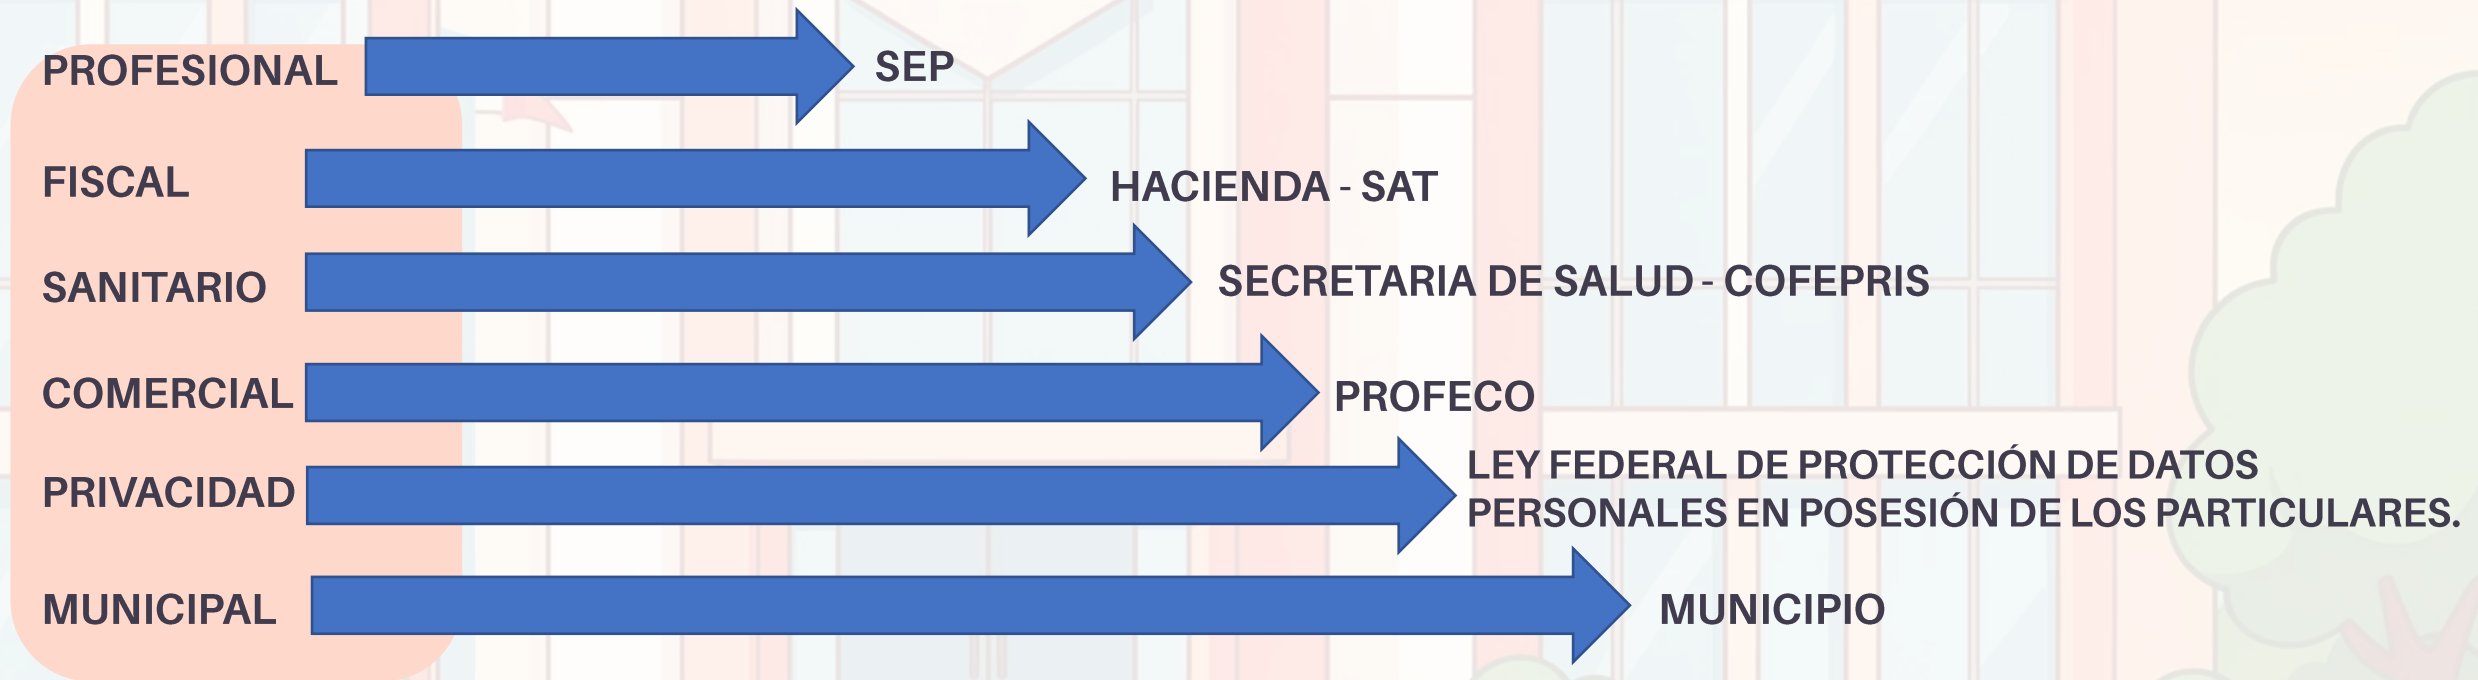 PROFESIONAL SEP
FISCAL HACIENDA - SAT
SANITARIO SECRETARIA DE SALUD - COFEPRIS
COMERCIAL PROFECO
PRIVACIDAD LEY FEDERAL DE PROTECCIÓN DE DATOS
PERSONALES EN POSESIÓN DE LOS PARTICULARES.
MUNICIPAL MUNICIPIO